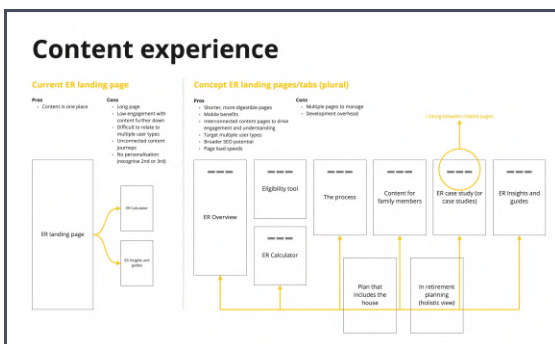 Content experience
Current ER landing page
Pros
Content is in one place
Cons
Long page
Low engagement with
content further down
Difficult to relate to
multiple user types
Unconnected content
journeys
No personalisation
(recognise 2nd or 3rd)
ER landing page
ER Calculator
ER Insights and
guides
Concept ER landing pages/tabs (plural)
Pros
Shorter, more digestible pages
Mobile benefits
Interconnected content pages to drive
engagement and understanding
Target multiple user types
Broader SEO potential
Page load speeds
Cons
Multiple pages to manage
Development overhead
Linking between related pages
ER Overview
Eligibility tool
ER Calculator
The process
Content for
family members
ER case study (or
case studies)
ER Insights and
guides
Plan that
includes the
house
In retirement
planning
(holistic view)